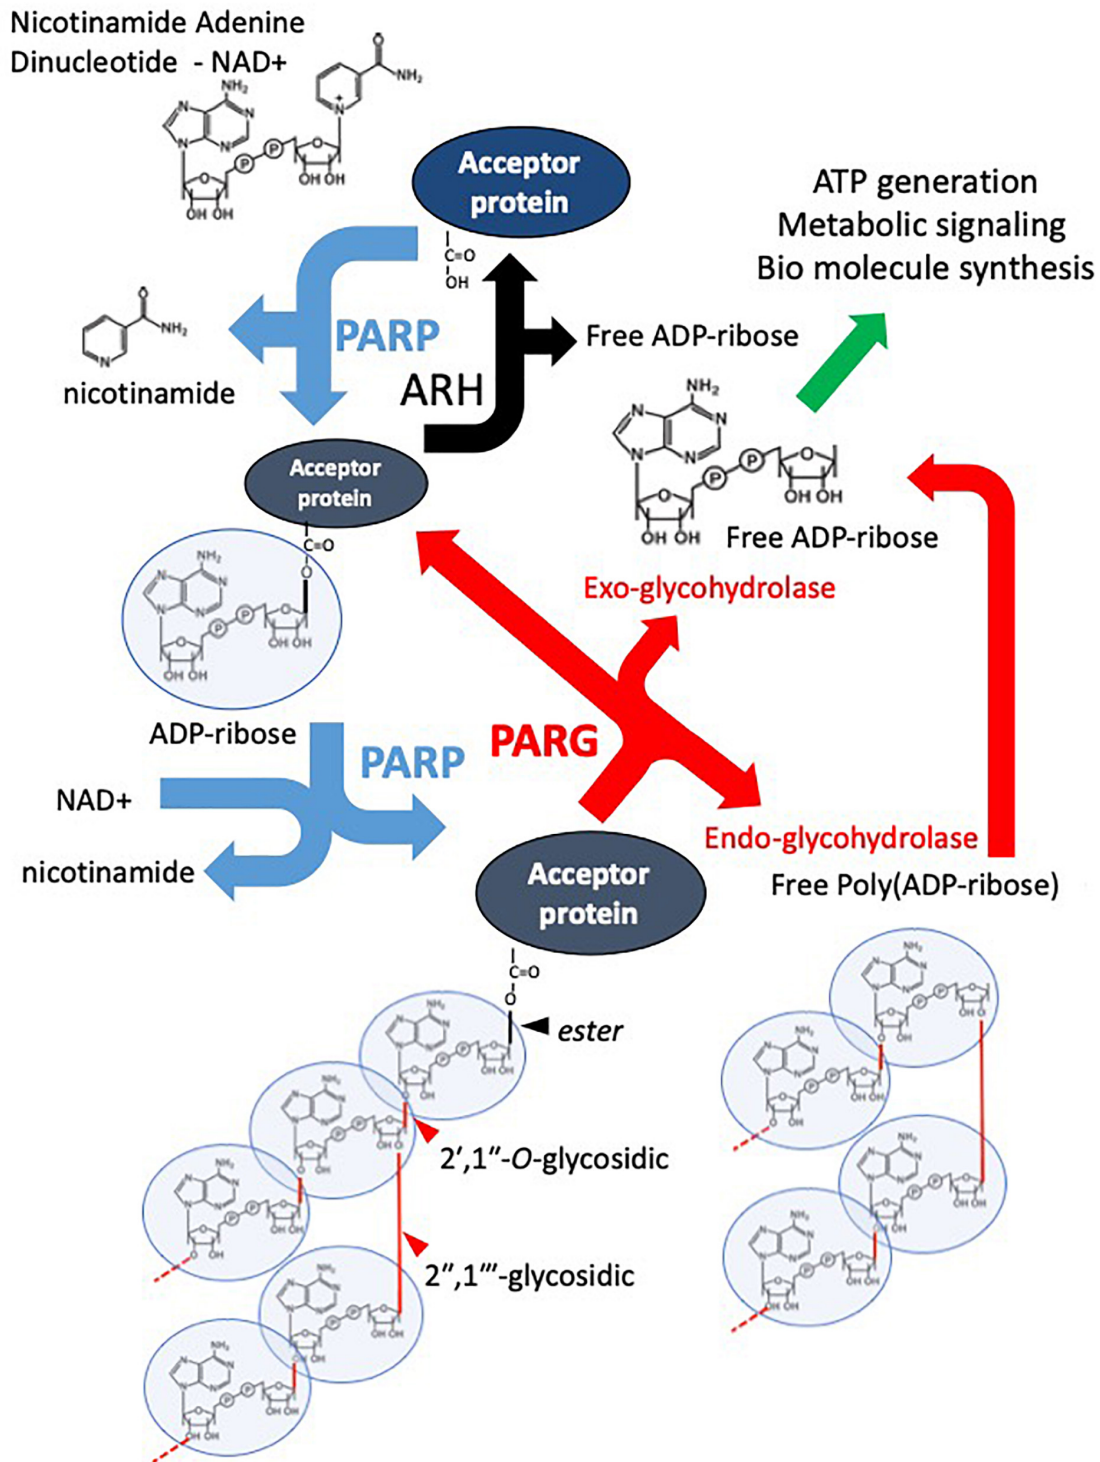 Nicotinamide Adenine
Dinucleotide - NAD+
O
NH₂
N
N
N
N
NH₂
N
+
O
P
P
O
OH OH
OH OH
Acceptor
protein
C=O
OH
ATP generation
Metabolic signaling
Bio molecule synthesis
O
NH₂
N
nicotinamide
PARP
ARH
Free ADP-ribose
NH₂
N
N
N
N
O
P
P
O
OH OH
OH OH
Free ADP-ribose
Acceptor
protein
C=O
O
NH₂
N
N
N
N
O
P
P
O
OH OH
OH OH
ADP-ribose
Exo-glycohydrolase
PARP
PARG
NAD+
nicotinamide
Endo-glycohydrolase
Free Poly(ADP-ribose)
Acceptor
protein
C=O
O
ester
2′,1″-O-glycosidic
2″,1‴-glycosidic